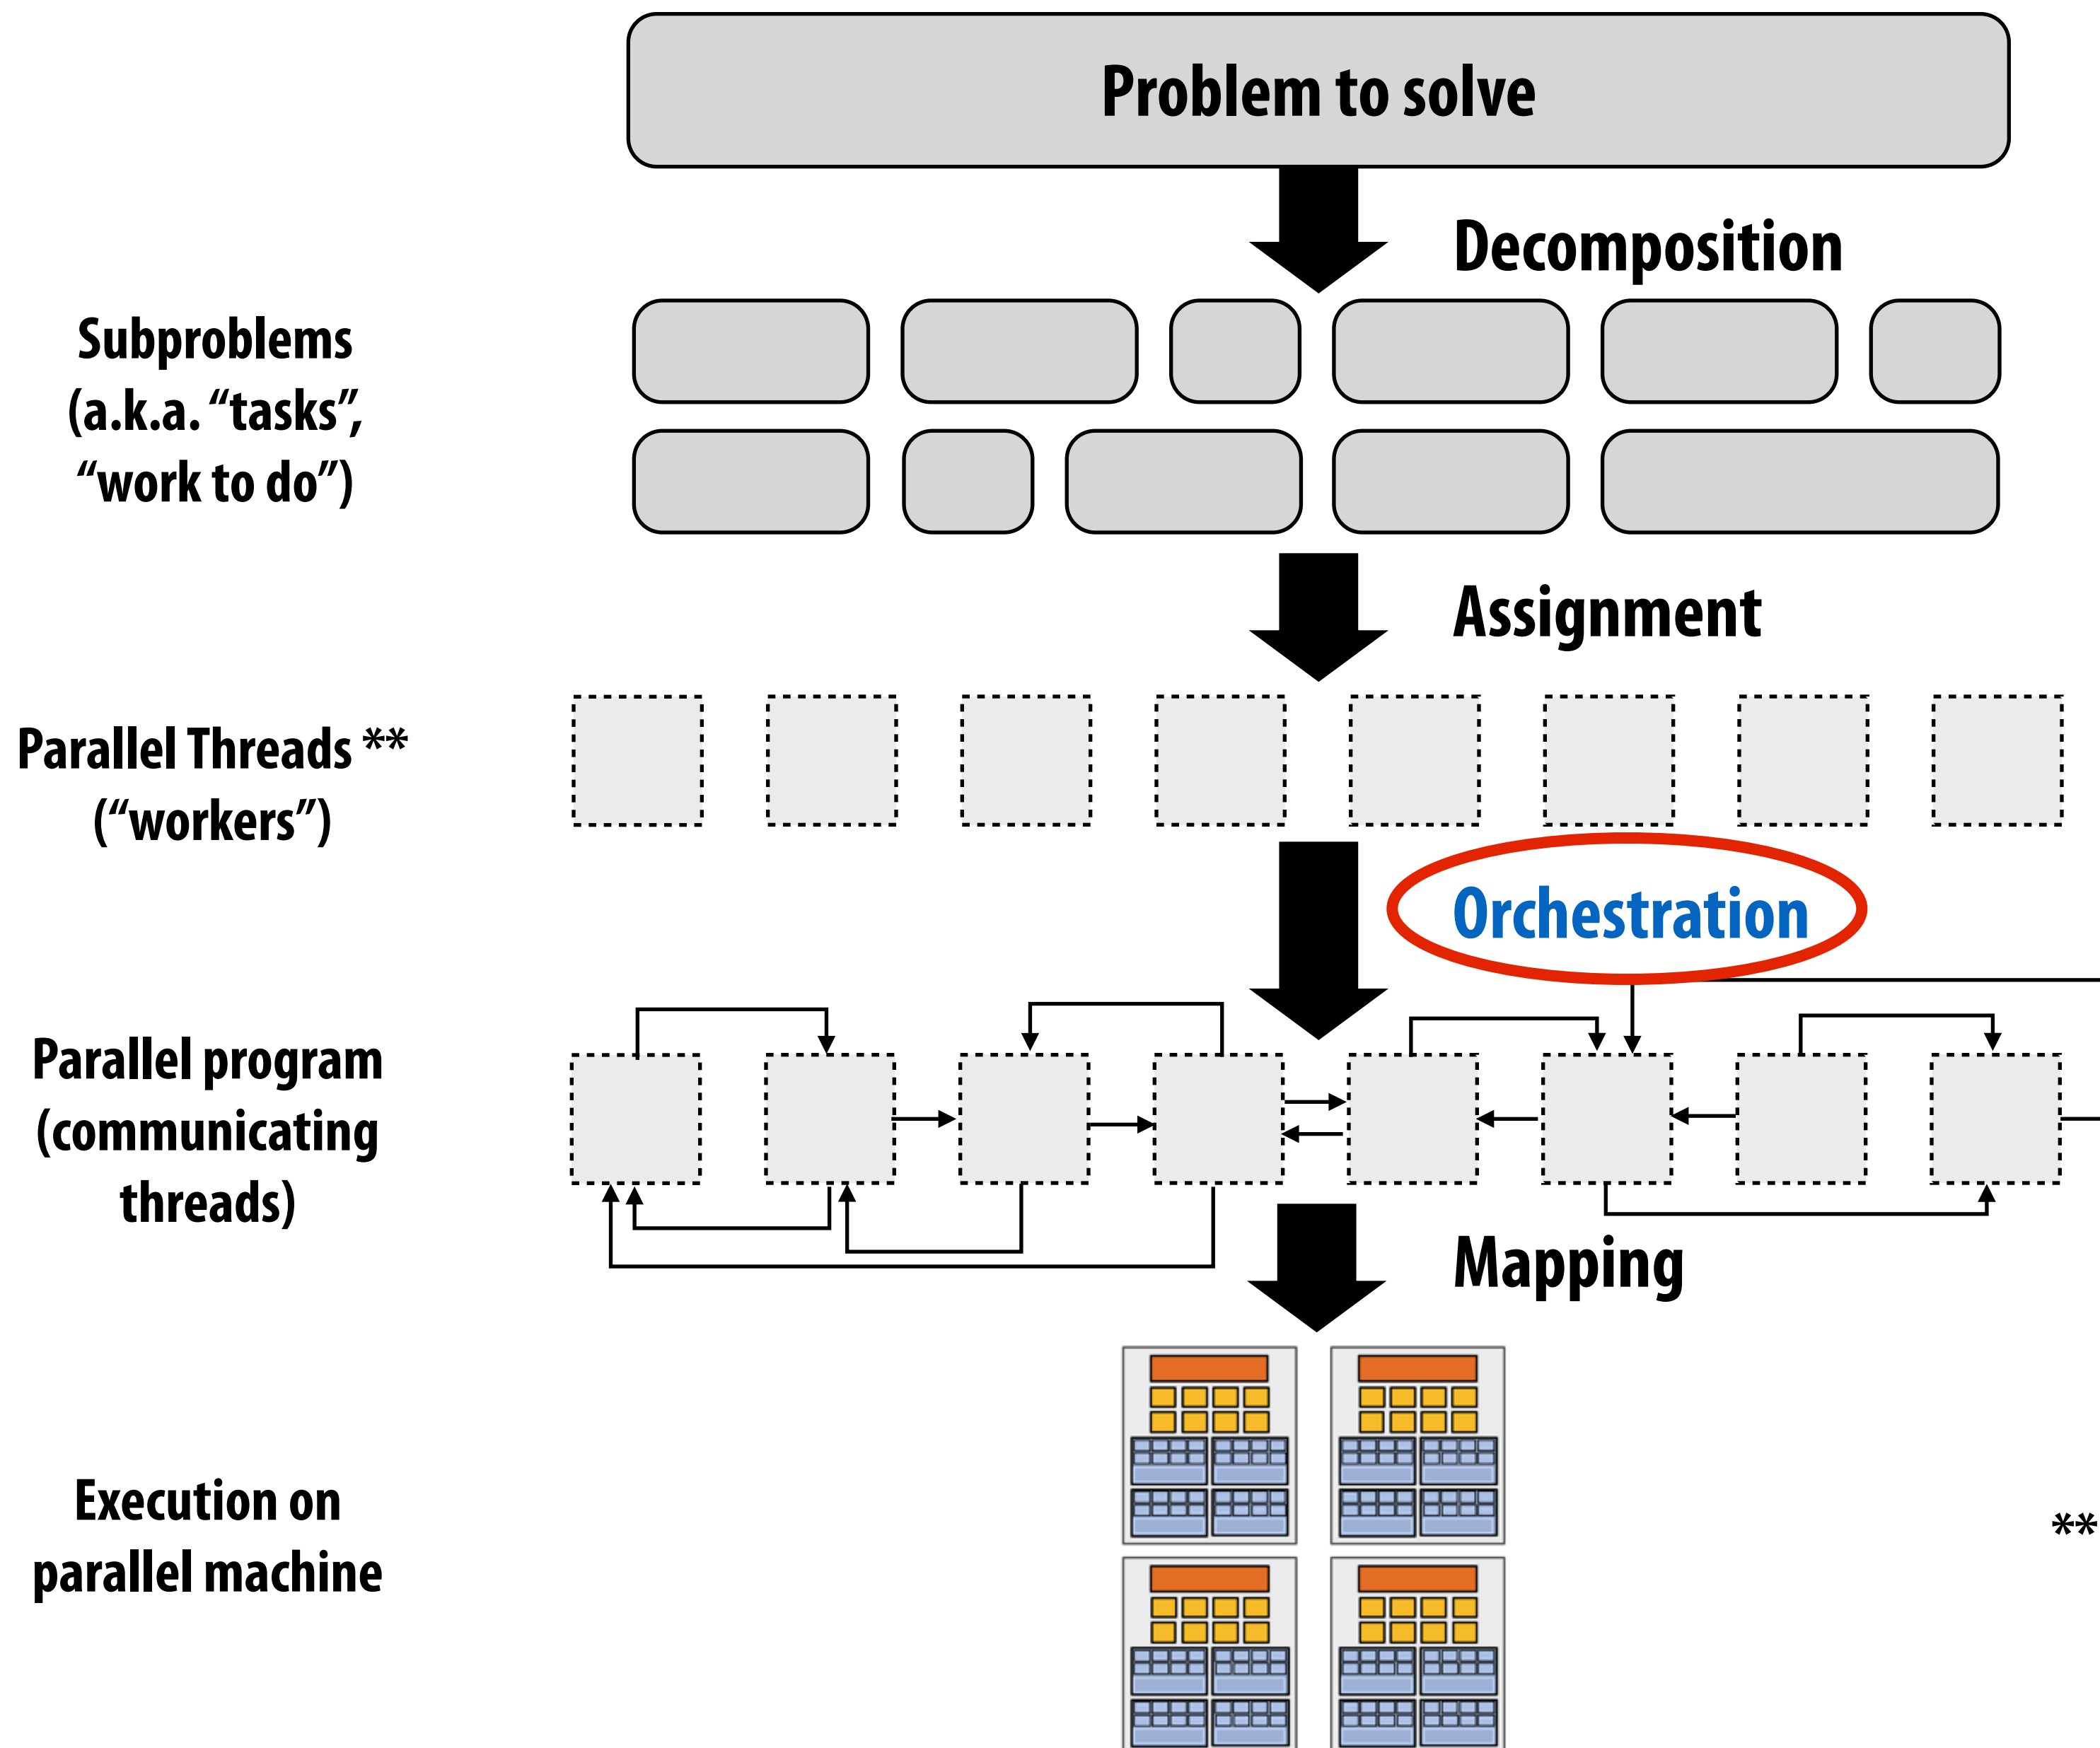 Problem to solve
Decomposition
Subproblems
(a.k.a. “tasks”,
“work to do”)
Assignment
Parallel Threads **
(“workers”)
Orchestration
Parallel program
(communicating
threads)
Mapping
Execution on
parallel machine
**